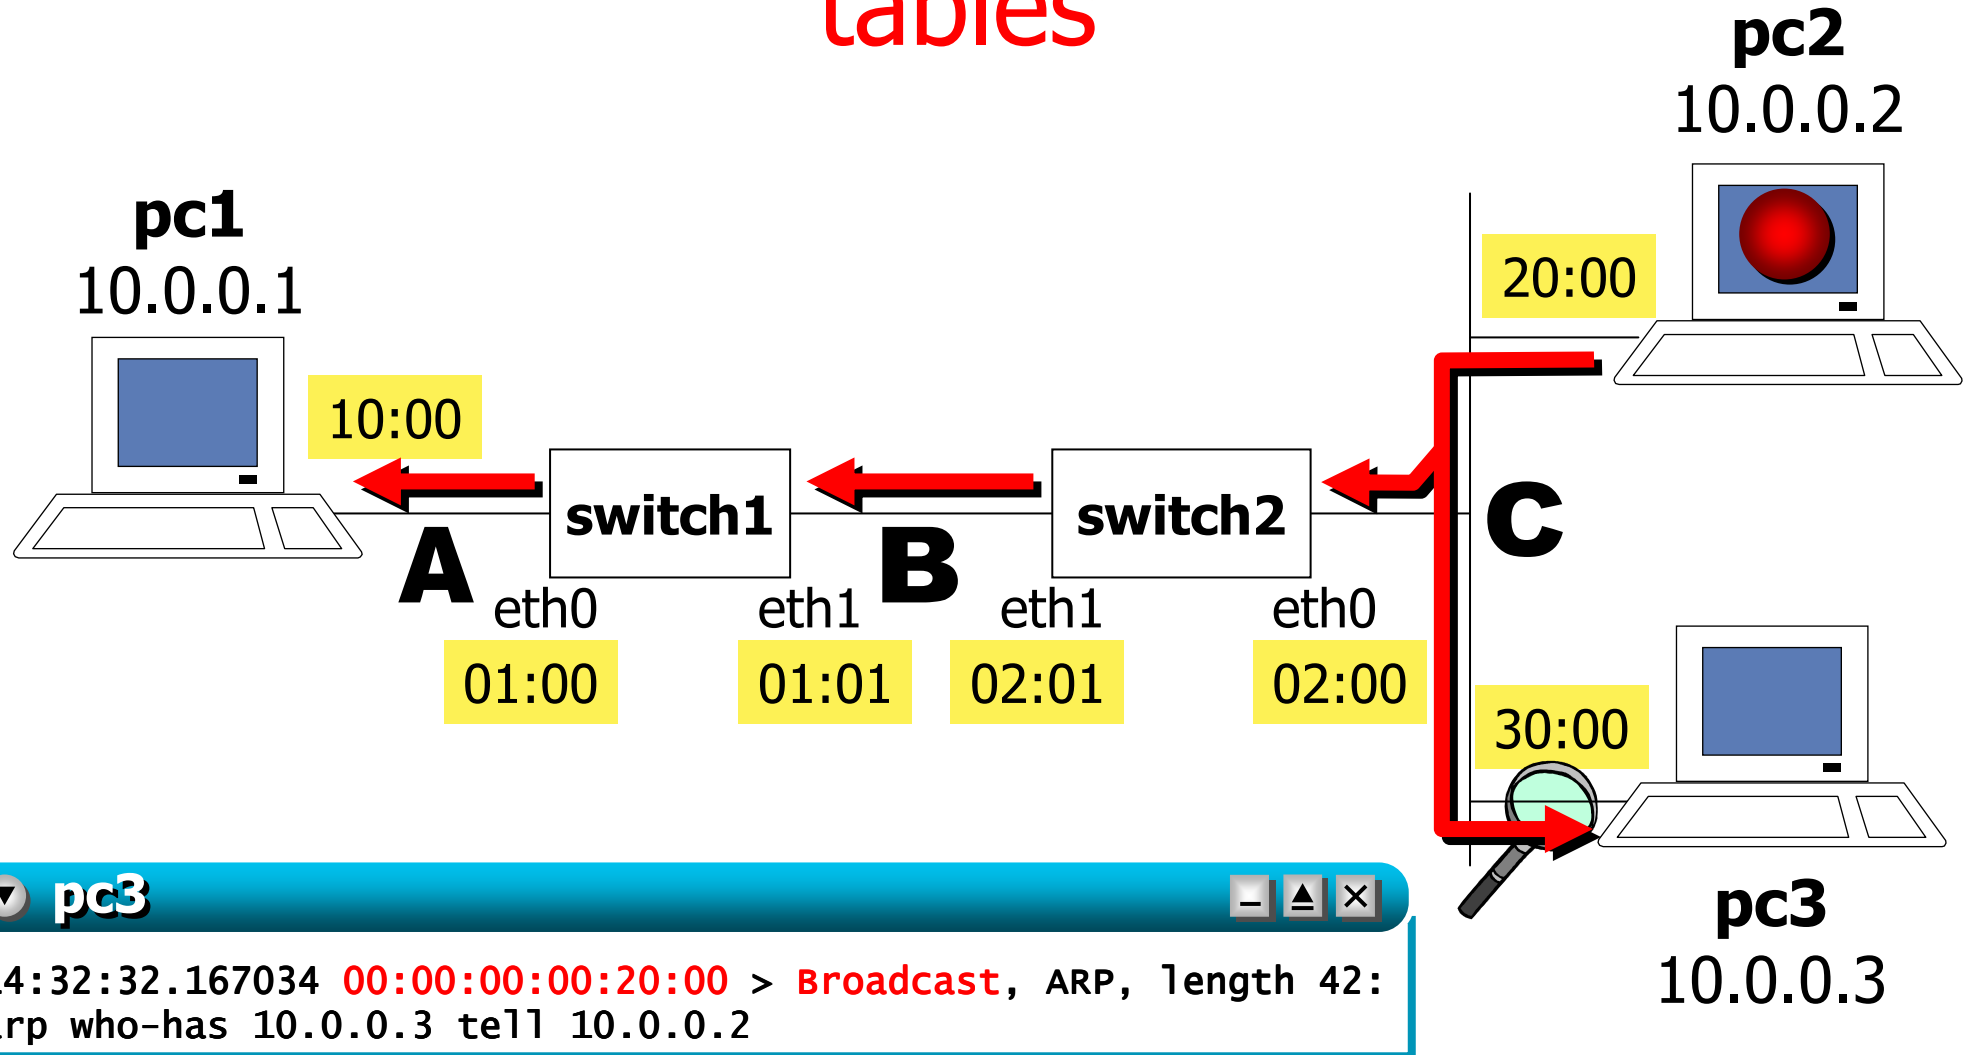 tables
pc2
10.0.0.2
pc1
10.0.0.1
20:00
10:00
switch1
switch2
A
B
C
eth0
eth1
eth1
eth0
01:00
01:01
02:01
02:00
30:00
pc3
10.0.0.3
pc3
4:32:32.167034 00:00:00:00:20:00 > Broadcast, ARP, length 42:
rp who-has 10.0.0.3 tell 10.0.0.2